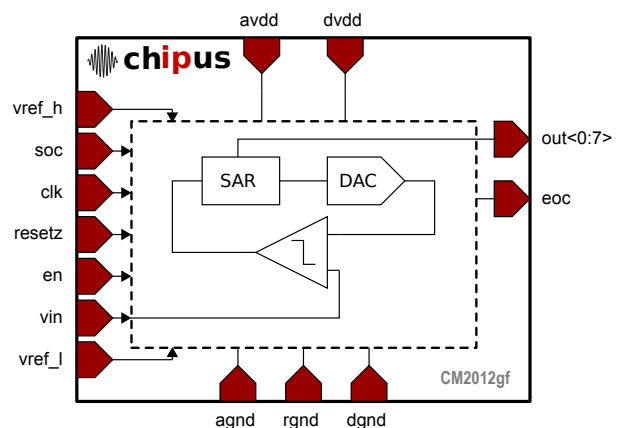 avdd dvdd
chipus
vref_h
soc
clk
resetz
en
vin
vref_l
SAR DAC
out<0:7>
eoc
CM2012gf
agnd rgnd dgnd